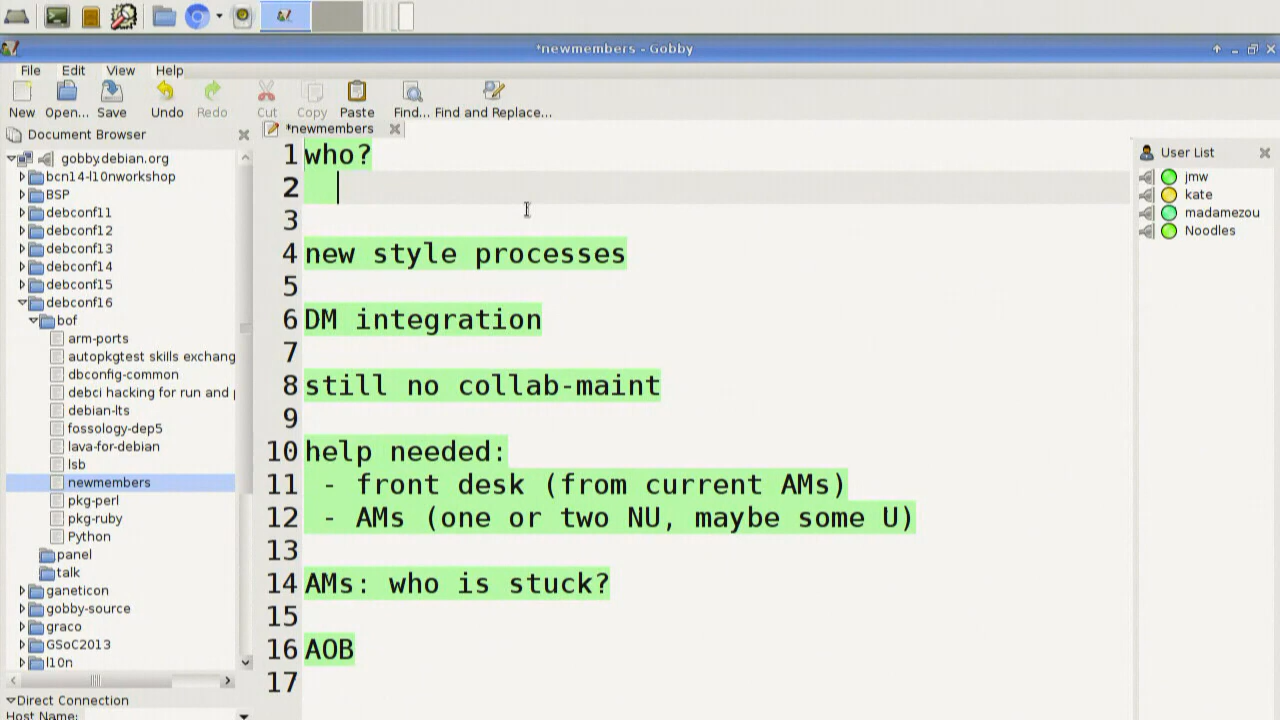 *newmembers - Gobby
File Edit View Help
New Open... Save Undo Redo Cut Copy Paste Find... Find and Replace...
Document Browser
*newmembers
gobby.debian.org
bcn14-l10nworkshop
BSP
debconf11
debconf12
debconf13
debconf14
debconf15
debconf16
bof
arm-ports
autopkgtest skills exchang
dbconfig-common
debci hacking for run and
debian-lts
fossology-dep5
lava-for-debian
lsb
newmembers
pkg-perl
pkg-ruby
Python
panel
talk
ganeticon
gobby-source
graco
GSoC2013
l10n
Direct Connection
Host Name:
1 who?
2
3
4 new style processes
5
6 DM integration
7
8 still no collab-maint
9
10 help needed:
11 - front desk (from current AMs)
12 - AMs (one or two NU, maybe some U)
13
14 AMs: who is stuck?
15
16 AOB
17
User List
jmw
kate
madamezou
Noodles